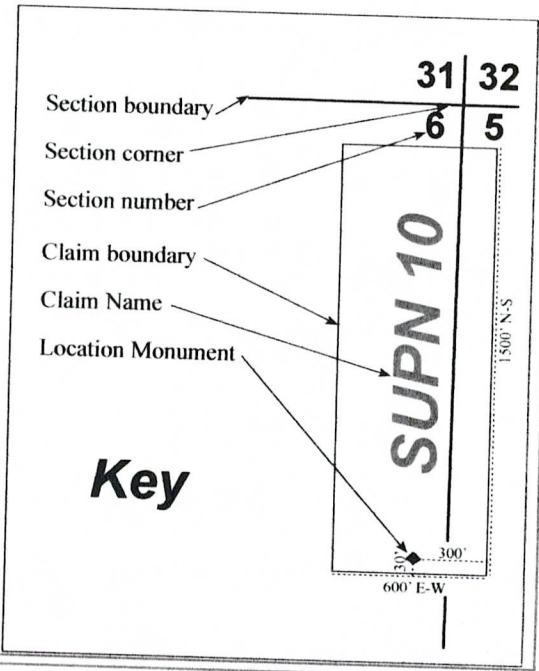 31 32
Section boundary
6 5
Section corner
Section number
Claim boundary
Claim Name
Location Monument
SUPN 10
1500' N-S
Key
30'
300'
600' E-W